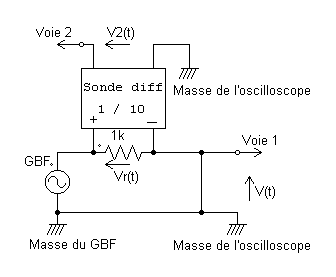 Voie 2
V2(t)
Sonde diff
1 / 10
+ −
Masse de l'oscilloscope
1k
Voie 1
GBF
Vr(t)
V(t)
Masse du GBF
Masse de l'oscilloscope